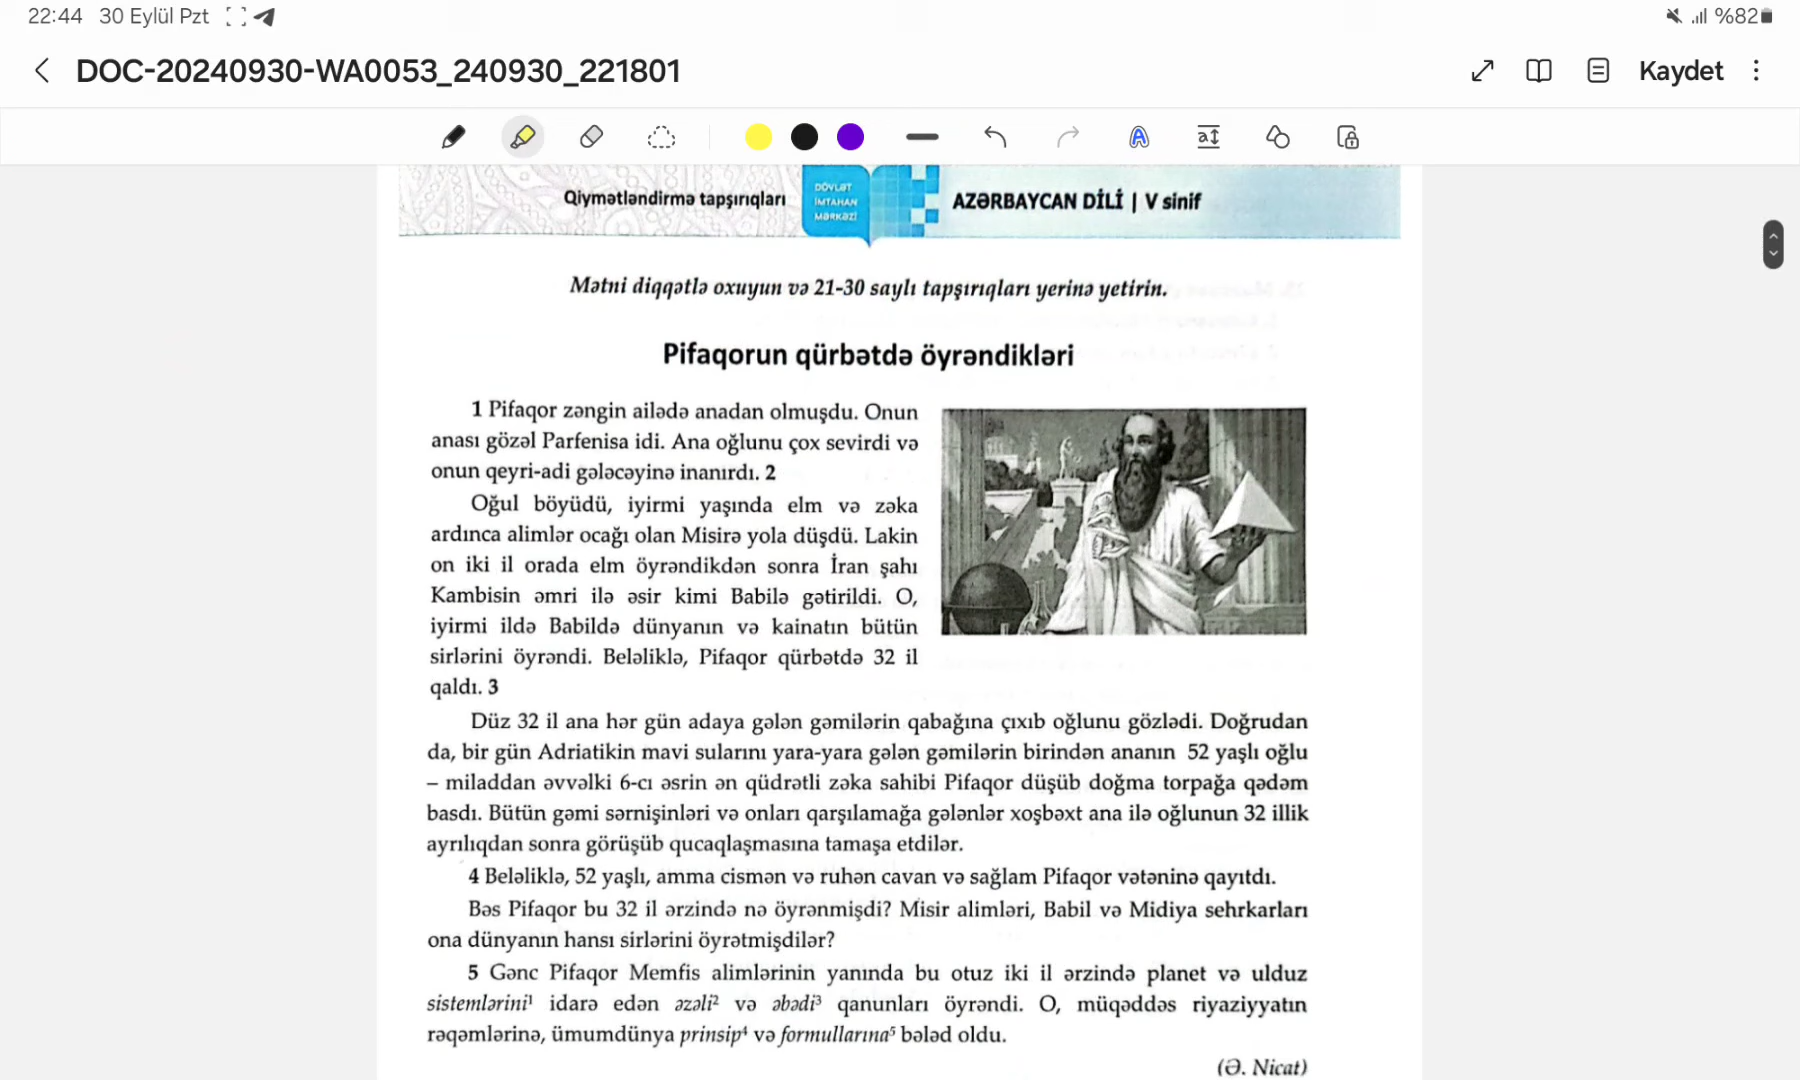 22:44 30 Eylül Pzt
%82
DOC-20240930-WA0053_240930_221801
Kaydet
Qiymətləndirmə tapşırıqları
DÖVLƏT
İMTAHAN
MƏRKƏZİ
AZƏRBAYCAN DİLİ | V sinif
Mətni diqqətlə oxuyun və 21-30 saylı tapşırıqları yerinə yetirin.
Pifaqorun qürbətdə öyrəndikləri
1 Pifaqor zəngin ailədə anadan olmuşdu. Onun
anası gözəl Parfenisa idi. Ana oğlunu çox sevirdi və
onun qeyri-adi gələcəyinə inanırdı. 2
Oğul böyüdü, iyirmi yaşında elm və zəka
ardınca alimlər ocağı olan Misirə yola düşdü. Lakin
on iki il orada elm öyrəndikdən sonra İran şahı
Kambisin əmri ilə əsir kimi Babilə gətirildi. O,
iyirmi ildə Babildə dünyanın və kainatın bütün
sirlərini öyrəndi. Beləliklə, Pifaqor qürbətdə 32 il
qaldı. 3
Düz 32 il ana hər gün adaya gələn gəmilərin qabağına çıxıb oğlunu gözlədi. Doğrudan
da, bir gün Adriatikin mavi sularını yara-yara gələn gəmilərin birindən ananın 52 yaşlı oğlu
– miladdan əvvəlki 6-cı əsrin ən qüdrətli zəka sahibi Pifaqor düşüb doğma torpağa qədəm
basdı. Bütün gəmi sərnişinləri və onları qarşılamağa gələnlər xoşbəxt ana ilə oğlunun 32 illik
ayrılıqdan sonra görüşüb qucaqlaşmasına tamaşa etdilər.
4 Beləliklə, 52 yaşlı, amma cismən və ruhən cavan və sağlam Pifaqor vətəninə qayıtdı.
Bəs Pifaqor bu 32 il ərzində nə öyrənmişdi? Misir alimləri, Babil və Midiya sehrkarları
ona dünyanın hansı sirlərini öyrətmişdilər?
5 Gənc Pifaqor Memfis alimlərinin yanında bu otuz iki il ərzində planet və ulduz
sistemlərini¹ idarə edən əzəli² və əbədi³ qanunları öyrəndi. O, müqəddəs riyaziyyatın
rəqəmlərinə, ümumdünya prinsip⁴ və formullarına⁵ bələd oldu.
(Ə. Nicat)